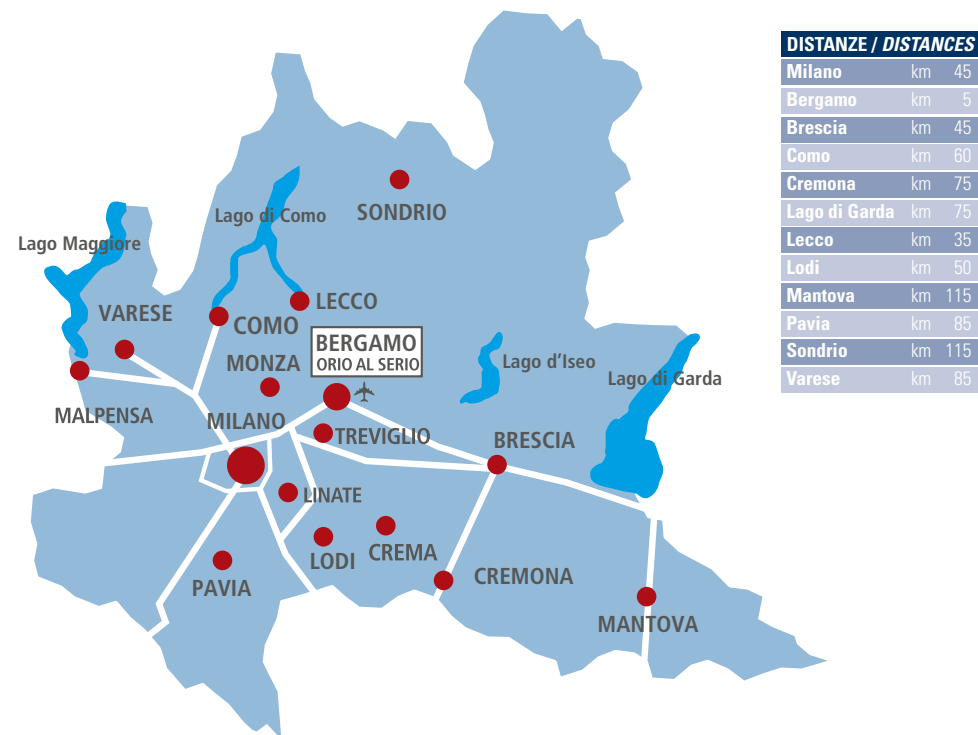 DISTANZE / DISTANCES
Milano km 45
Bergamo km 5
Brescia km 45
Como km 60
Cremona km 75
Lago di Garda km 75
Lecco km 35
Lodi km 50
Mantova km 115
Pavia km 85
Sondrio km 115
Varese km 85
SONDRIO
Lago di Como
Lago Maggiore
LECCO
VARESE
COMO
BERGAMO
ORIO AL SERIO
MONZA
Lago d’Iseo
Lago di Garda
MALPENSA
MILANO
TREVIGLIO
BRESCIA
LINATE
CREMA
LODI
CREMONA
PAVIA
MANTOVA